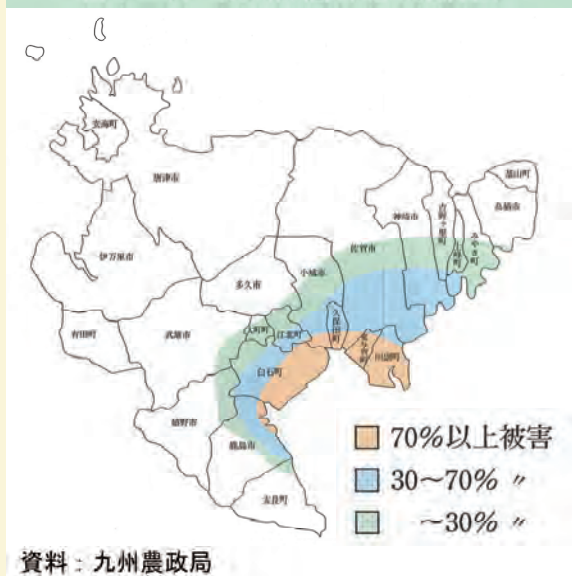 玄海町
唐津市
基山町
鳥栖市
神埼市
吉野ヶ里町
上峰町
みやき町
佐賀市
伊万里市
小城市
多久市
有田町
武雄市
大町町
江北町
久保田町
川副町
白石町
嬉野市
鹿島市
太良町
70%以上被害
30~70% 〃
~30% 〃
資料:九州農政局